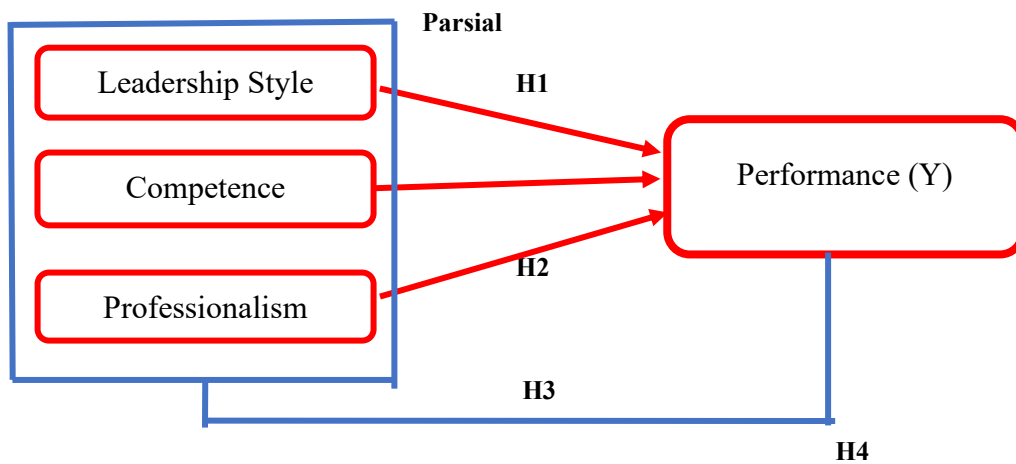 Parsial
Leadership Style
H1
Competence
Performance (Y)
H2
Professionalism
H3
H4